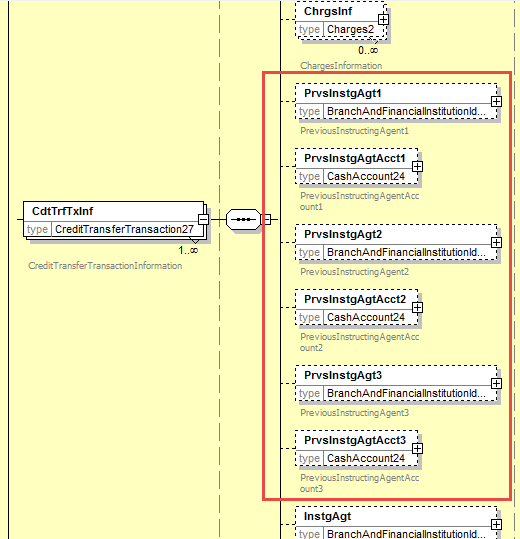 ChrgsInf
type Charges2
0..∞
ChargesInformation
PrvsInstgAgt1
type BranchAndFinancialInstitutionId...
PreviousInstructingAgent1
PrvsInstgAgtAcct1
type CashAccount24
PreviousInstructingAgentAcc
ount1
CdtTrfTxInf
type CreditTransferTransaction27
1..∞
CreditTransferTransactionInformation
PrvsInstgAgt2
type BranchAndFinancialInstitutionId...
PreviousInstructingAgent2
PrvsInstgAgtAcct2
type CashAccount24
PreviousInstructingAgentAcc
ount2
PrvsInstgAgt3
type BranchAndFinancialInstitutionId...
PreviousInstructingAgent3
PrvsInstgAgtAcct3
type CashAccount24
PreviousInstructingAgentAcc
ount3
InstgAgt
type BranchAndFinancialInstitutionId...